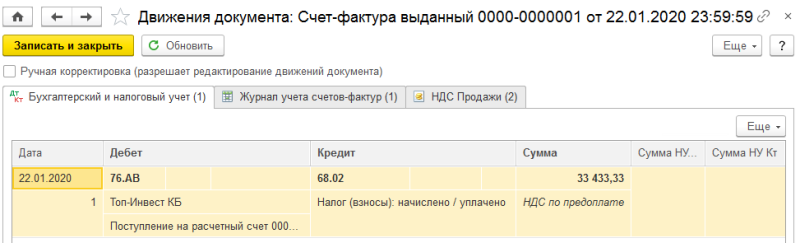 Движения документа: Счет-фактура выданный 0000-0000001 от 22.01.2020 23:59:59
Записать и закрыть Обновить Еще ?
Ручная корректировка (разрешает редактирование движений документа)
Дт Кт Бухгалтерский и налоговый учет (1) Журнал учета счетов-фактур (1) НДС Продажи (2)
Еще
Дата Дебет Кредит Сумма Сумма НУ... Сумма НУ Кт
22.01.2020 76.АВ 68.02 33 433,33
1 Топ-Инвест КБ Налог (взносы): начислено / уплачено НДС по предоплате
Поступление на расчетный счет 000...